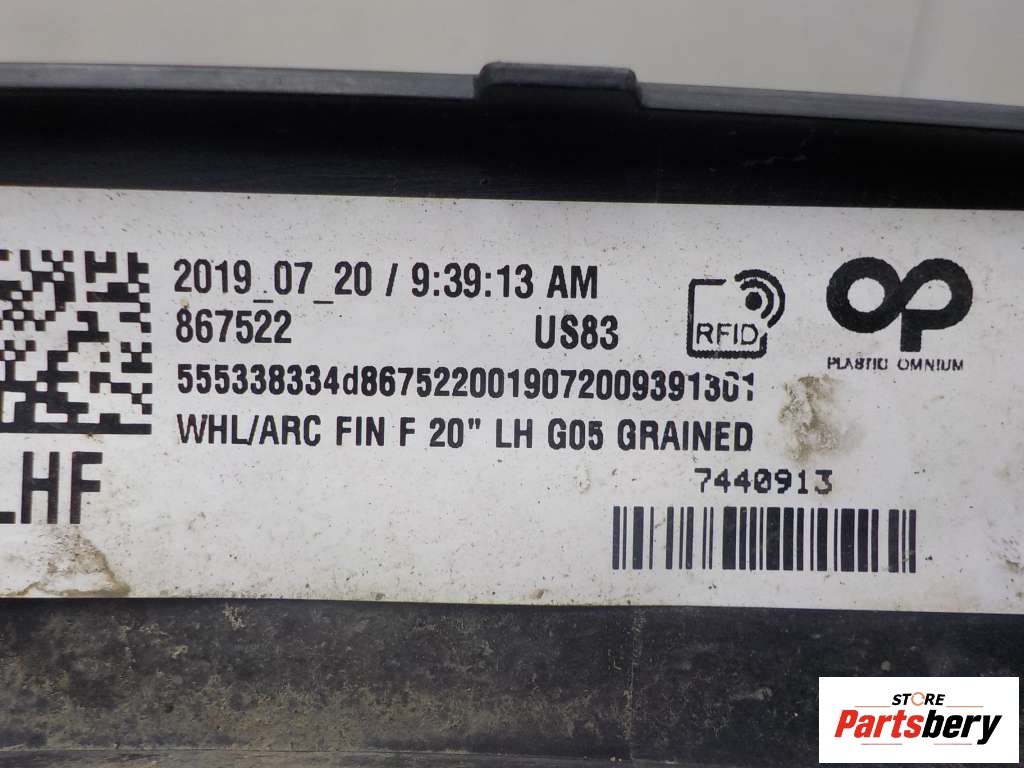 2019_07_20 / 9:39:13 AM
867522 US83
RFID
PLASTIC OMNIUM
555338334d8675220019072009391301
WHL/ARC FIN F 20" LH G05 GRAINED
LHF
7440913
STORE
Partsbery